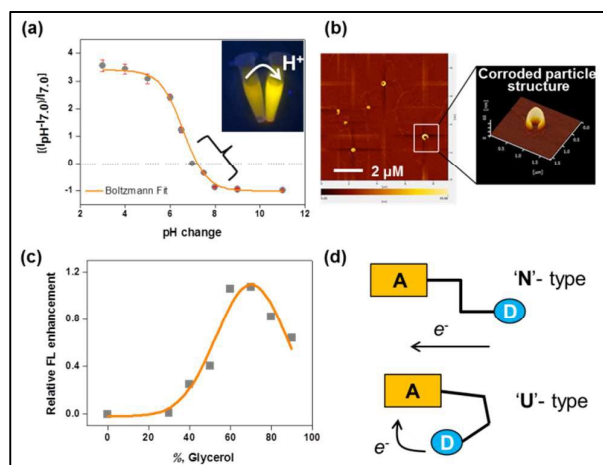 (a)
[(IpH-I7.0)/I7.0]
4
3
2
1
0
-1
2 4 6 8 10 12
pH change
Boltzmann Fit
H+
(b)
2 µM
Corroded particle
structure
(c)
Relative FL enhancement
1.2
0.8
0.4
0.0
0 20 40 60 80 100
%, Glycerol
(d)
A
'N'- type
D
e-
A
'U'- type
e-
D